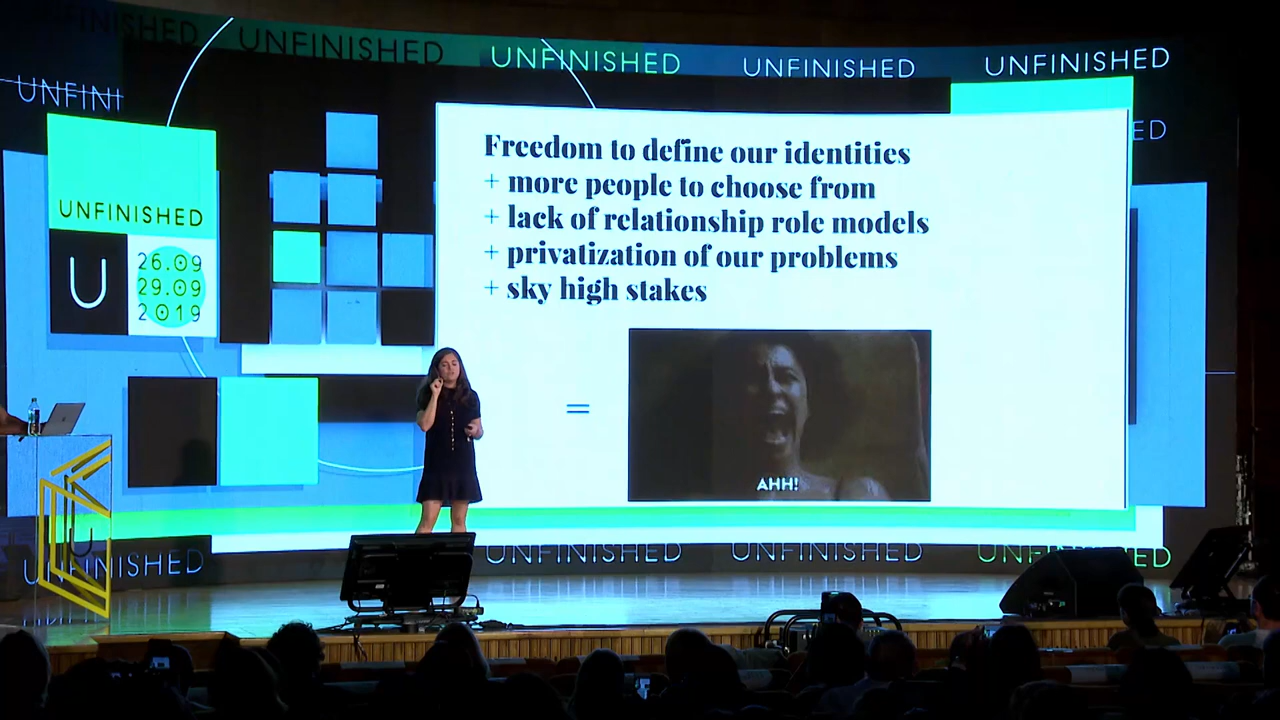 UNFINISHED
UNFINISHED
UNFINISHED
UNFINISHED
UNFINISHED
UNFINI
ED
UNFINISHED
U
26.09
29.09
2019
Freedom to define our identities
+ more people to choose from
+ lack of relationship role models
+ privatization of our problems
+ sky high stakes
=
AHH!
U
UNFINISHED
UNFINISHED
UNFINISHED
UNFINISHED